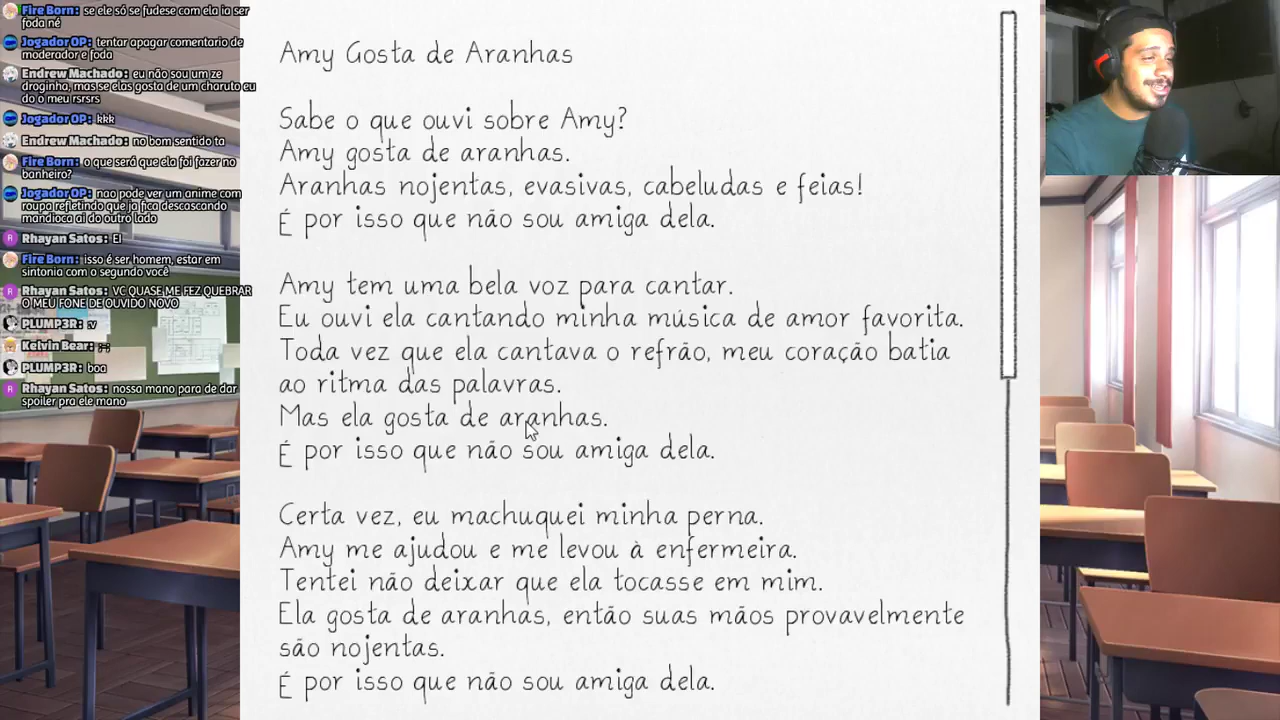 Fire Born: se ele só se fudese com ela ia ser
foda né
Jogador OP: tentar apagar comentario de
moderador e foda
Endrew Machado: eu não sou um ze
droginha, mas se elas gosta de um charuto eu
do o meu rsrsrs
Jogador OP: kkk
Endrew Machado: no bom sentido ta
Fire Born: o que será que ela foi fazer no
banheiro?
Jogador OP: nao pode ver um anime com
roupa refletindo que ja fica descascando
mandioca ai do outro lado
R Rhayan Satos: EI
Fire Born: isso é ser homem, estar em
sintonia com o segundo você
R Rhayan Satos: VC QUASE ME FEZ QUEBRAR
O MEU FONE DE OUVIDO NOVO
PLUMP3R: :v
Kelvin Bear: ;-;
PLUMP3R: boa
R Rhayan Satos: nossa mano para de dar
spoiler pra ele mano
Amy Gosta de Aranhas
Sabe o que ouvi sobre Amy?
Amy gosta de aranhas.
Aranhas nojentas, evasivas, cabeludas e feias!
É por isso que não sou amiga dela.
Amy tem uma bela voz para cantar.
Eu ouvi ela cantando minha música de amor favorita.
Toda vez que ela cantava o refrão, meu coração batia
ao ritma das palavras.
Mas ela gosta de aranhas.
É por isso que não sou amiga dela.
Certa vez, eu machuquei minha perna.
Amy me ajudou e me levou à enfermeira.
Tentei não deixar que ela tocasse em mim.
Ela gosta de aranhas, então suas mãos provavelmente
são nojentas.
É por isso que não sou amiga dela.